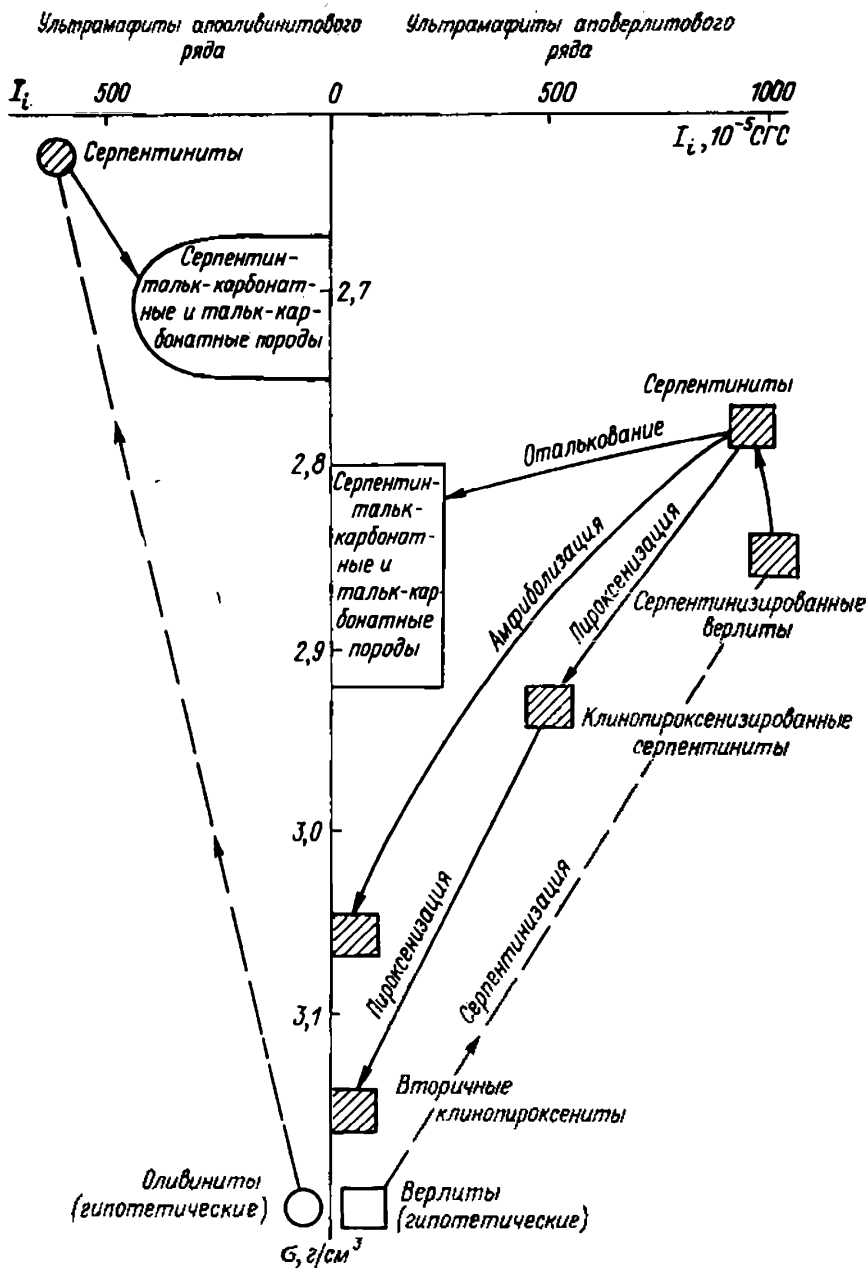 Ультрамафиты апооливинитового
ряда
Ультрамафиты аповерлитового
ряда
I i 500 0 500 1000
I i, 10⁻⁵ СГС
Серпентиниты
Серпентин-
тальк-карбонат-
ные и тальк-кар-
бонатные породы
2,7
Серпентиниты
Оталькование
2,8
Серпентин-
тальк-
карбонат-
ные и
тальк-кар-
бонатные
породы
Амфиболизация
Пироксенизация
Серпентинизированные
верлиты
2,9
Клинопироксенизированные
серпентиниты
3,0
Пироксенизация
Серпентинизация
3,1
Вторичные
клинопироксениты
Оливиниты
(гипотетические)
Верлиты
(гипотетические)
G, г/см³